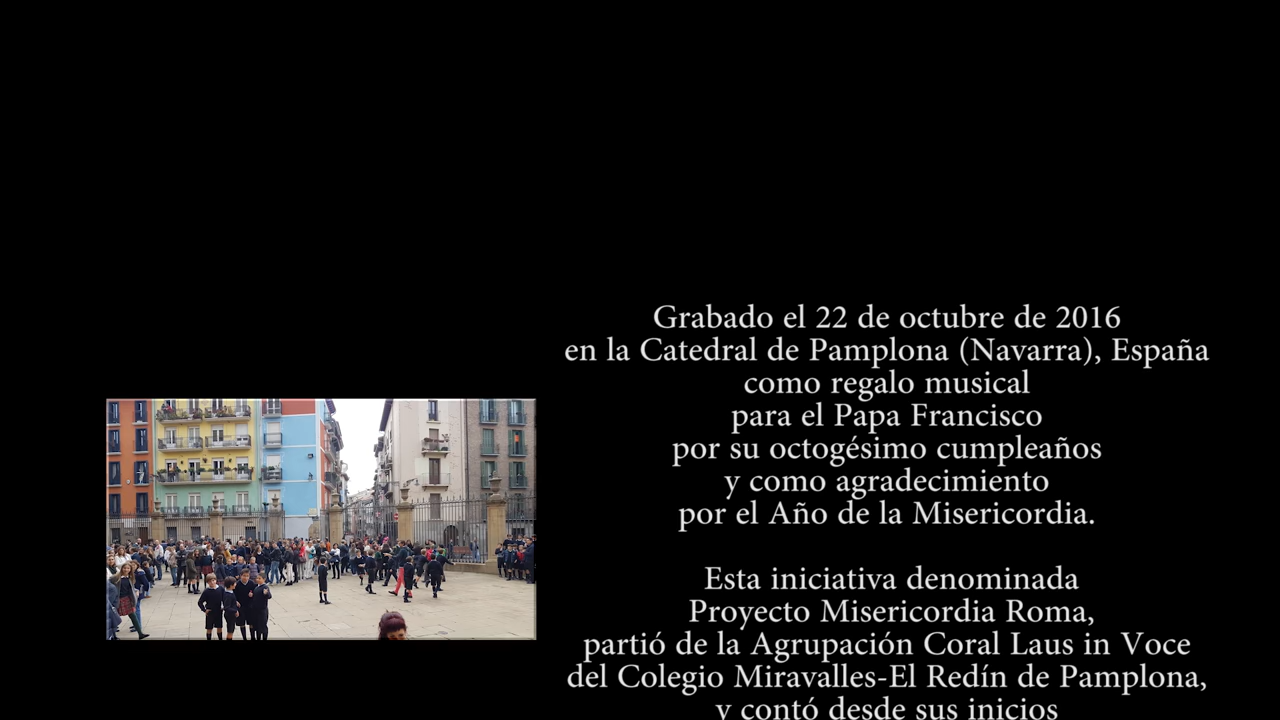 Grabado el 22 de octubre de 2016
en la Catedral de Pamplona (Navarra), España
como regalo musical
para el Papa Francisco
por su octogésimo cumpleaños
y como agradecimiento
por el Año de la Misericordia.
Esta iniciativa denominada
Proyecto Misericordia Roma,
partió de la Agrupación Coral Laus in Voce
del Colegio Miravalles-El Redín de Pamplona,
y contó desde sus inicios